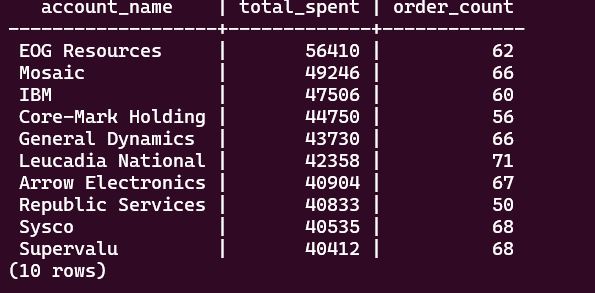 account_name | total_spent | order_count
-------------------+-------------+-------------
EOG Resources | 56410 | 62
Mosaic | 49246 | 66
IBM | 47506 | 60
Core-Mark Holding | 44750 | 56
General Dynamics | 43730 | 66
Leucadia National | 42358 | 71
Arrow Electronics | 40904 | 67
Republic Services | 40833 | 50
Sysco | 40535 | 68
Supervalu | 40412 | 68
(10 rows)